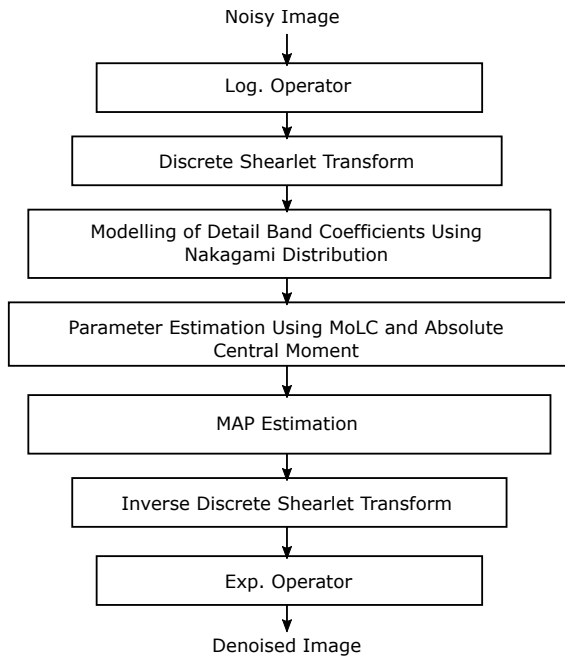 Noisy Image
Log. Operator
Discrete Shearlet Transform
Modelling of Detail Band Coefficients Using
Nakagami Distribution
Parameter Estimation Using MoLC and Absolute
Central Moment
MAP Estimation
Inverse Discrete Shearlet Transform
Exp. Operator
Denoised Image